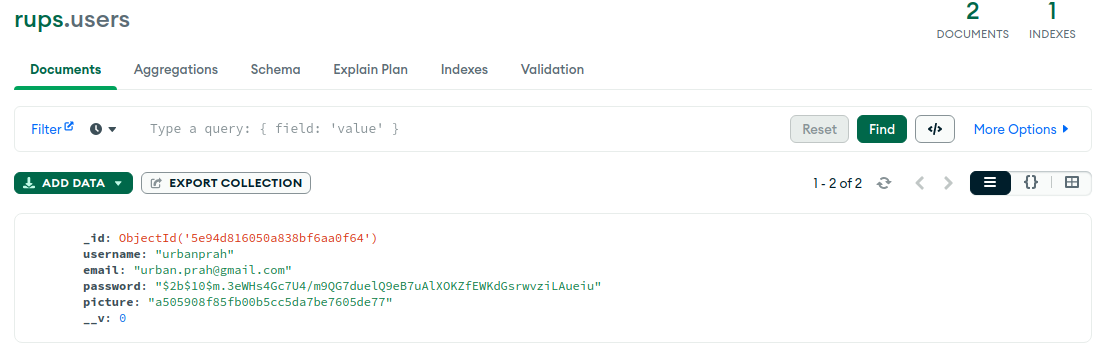 rups.users
2
DOCUMENTS
1
INDEXES
Documents Aggregations Schema Explain Plan Indexes Validation
Filter Type a query: { field: 'value' } Reset Find </> More Options
ADD DATA EXPORT COLLECTION 1 - 2 of 2 {}
_id: ObjectId('5e94d816050a838bf6aa0f64')
username: "urbanprah"
email: "urban.prah@gmail.com"
password: "$2b$10$m.3eWHs4Gc7U4/m9QG7duelQ9eB7uAlXOKZfEWKdGsrwvziLAueiu"
picture: "a505908f85fb00b5cc5da7be7605de77"
__v: 0